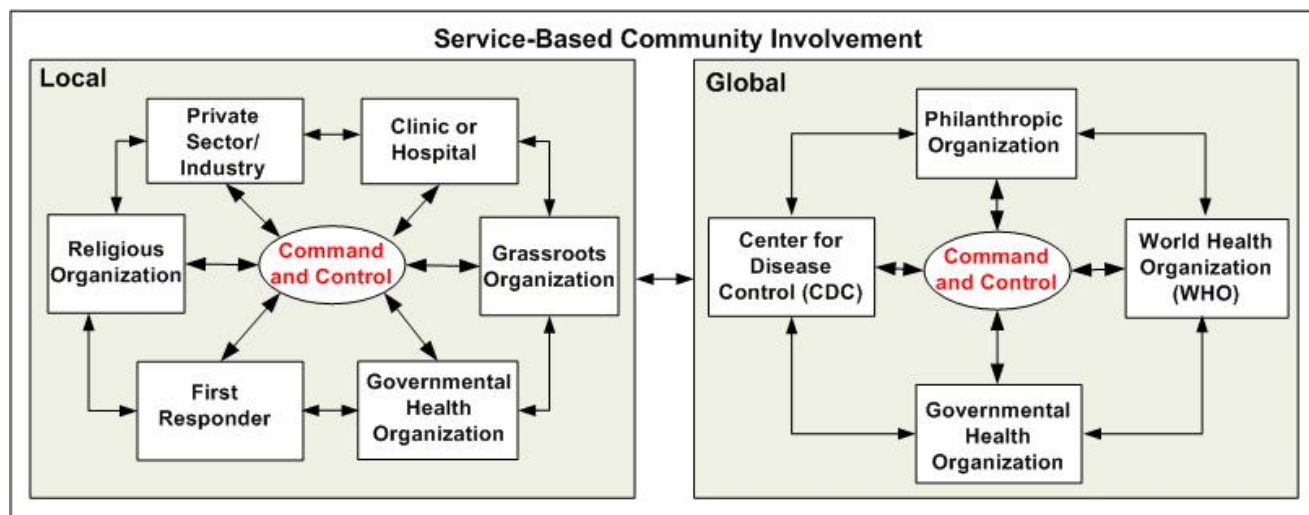 Service-Based Community Involvement
Local
Private
Sector/
Industry
Clinic or
Hospital
Religious
Organization
Command
and Control
Grassroots
Organization
First
Responder
Governmental
Health
Organization
Global
Philanthropic
Organization
Center for
Disease
Control (CDC)
Command
and Control
World Health
Organization
(WHO)
Governmental
Health
Organization